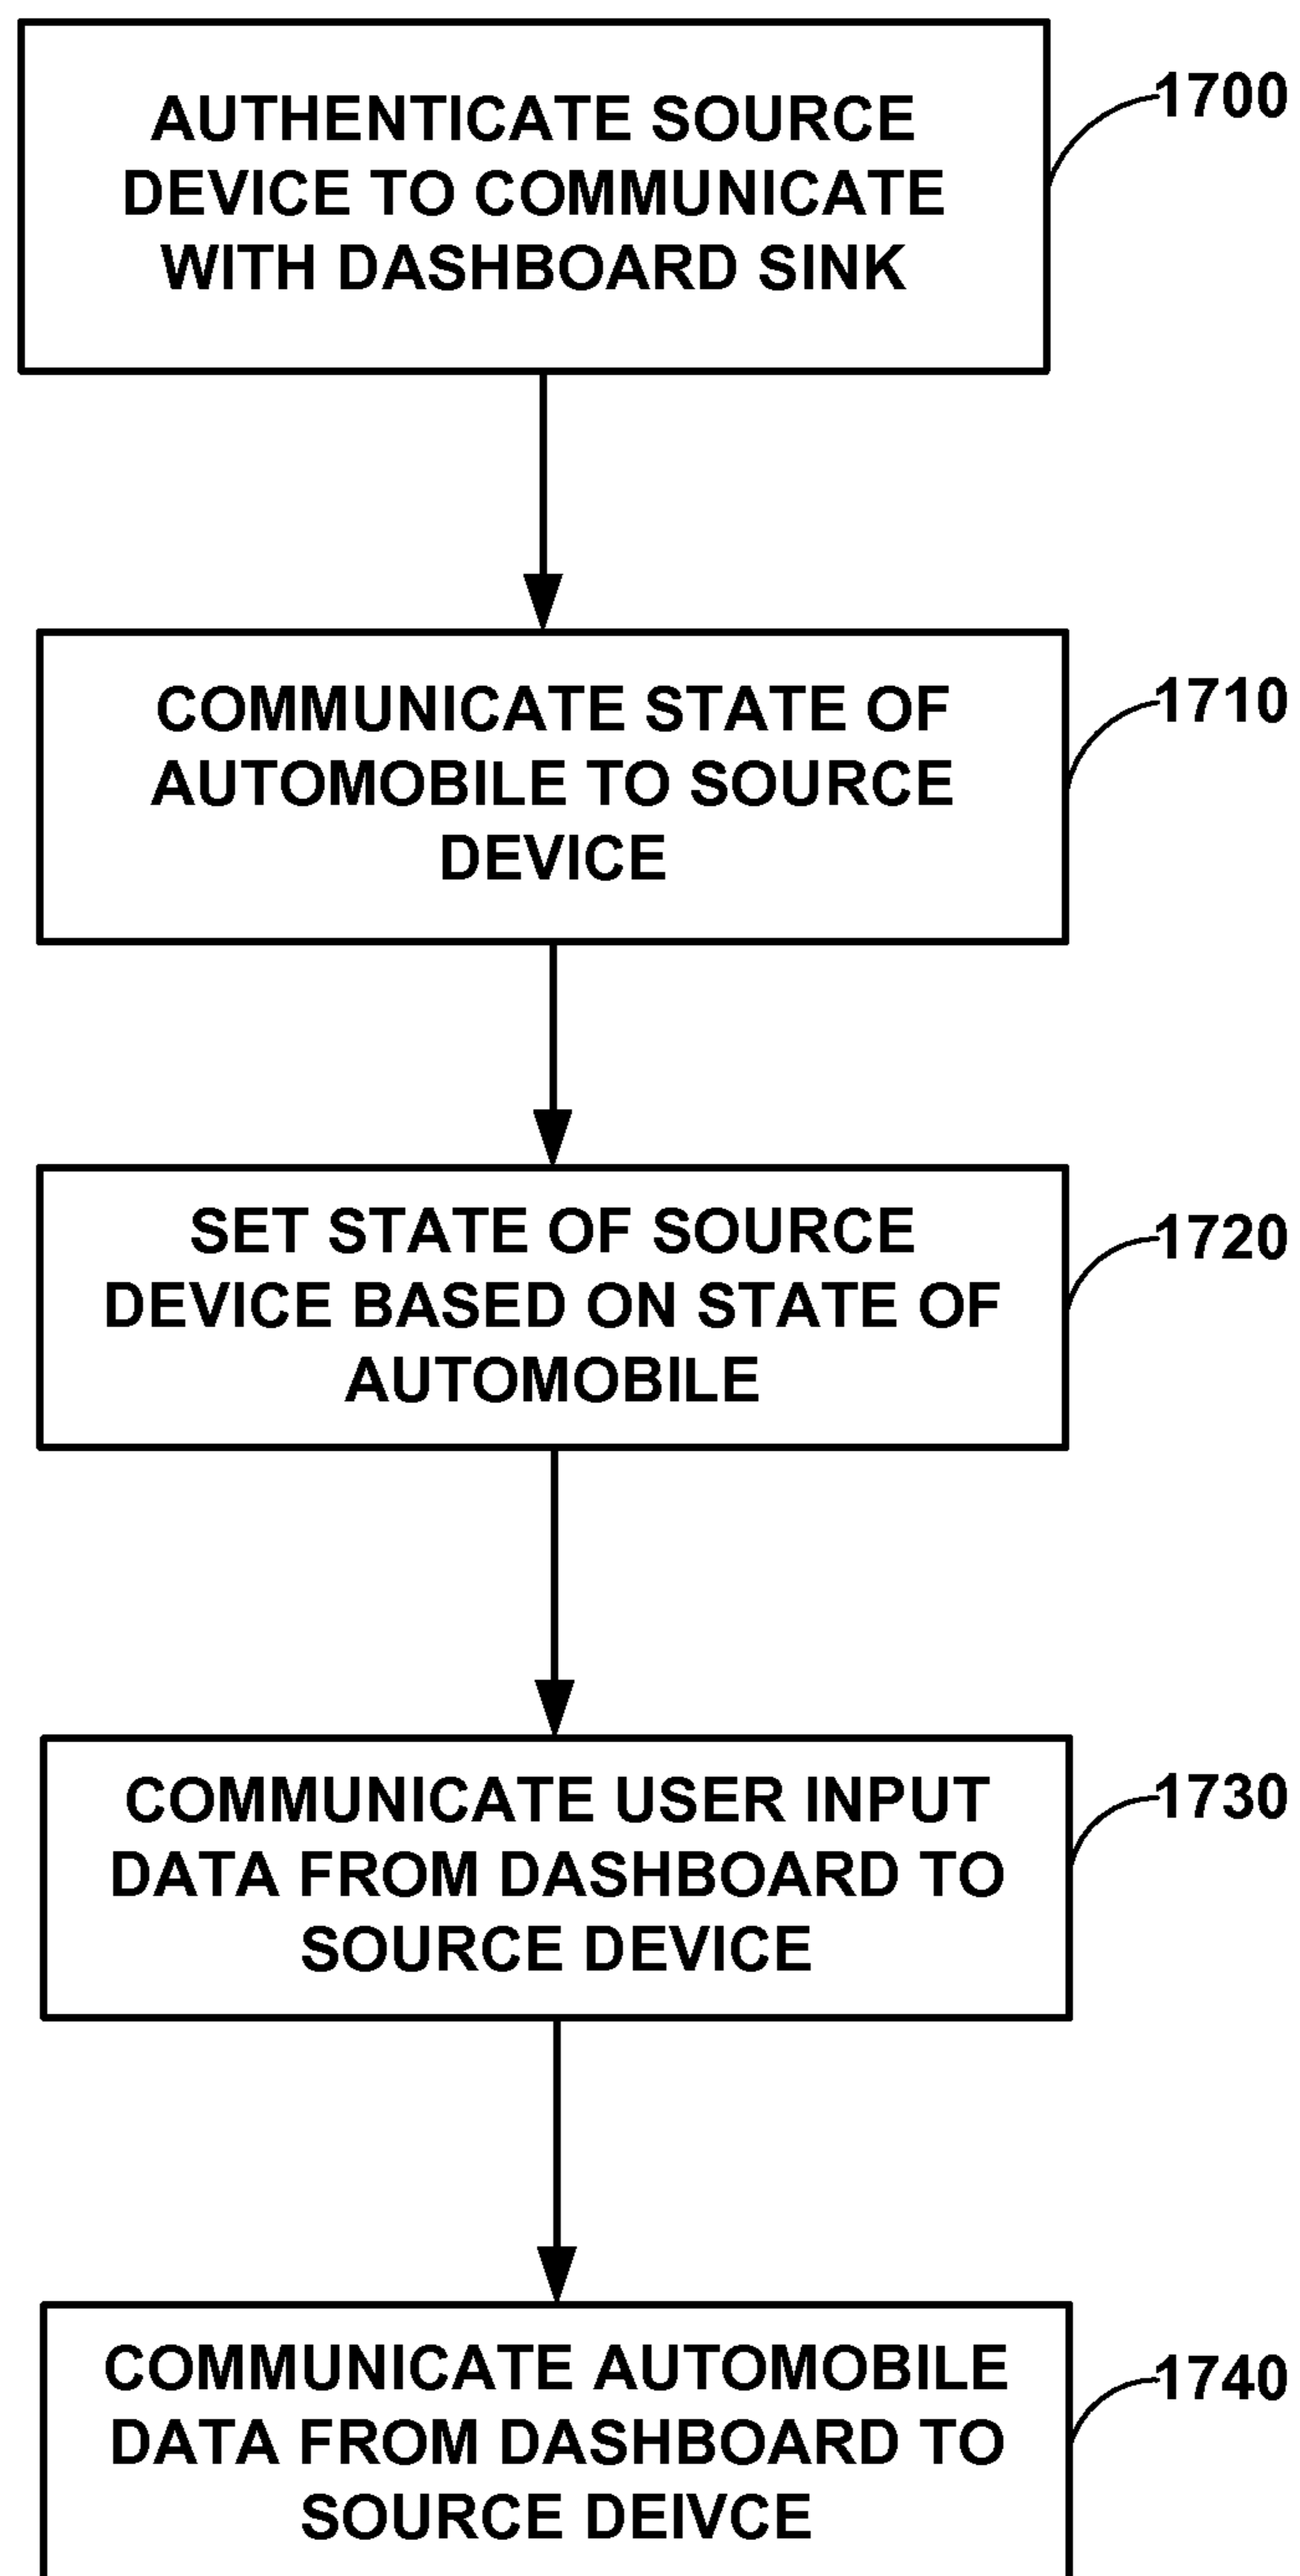 AUTHENTICATE SOURCE
DEVICE TO COMMUNICATE
WITH DASHBOARD SINK
1700
COMMUNICATE STATE OF
AUTOMOBILE TO SOURCE
DEVICE
1710
SET STATE OF SOURCE
DEVICE BASED ON STATE OF
AUTOMOBILE
1720
COMMUNICATE USER INPUT
DATA FROM DASHBOARD TO
SOURCE DEVICE
1730
COMMUNICATE AUTOMOBILE
DATA FROM DASHBOARD TO
SOURCE DEIVCE
1740